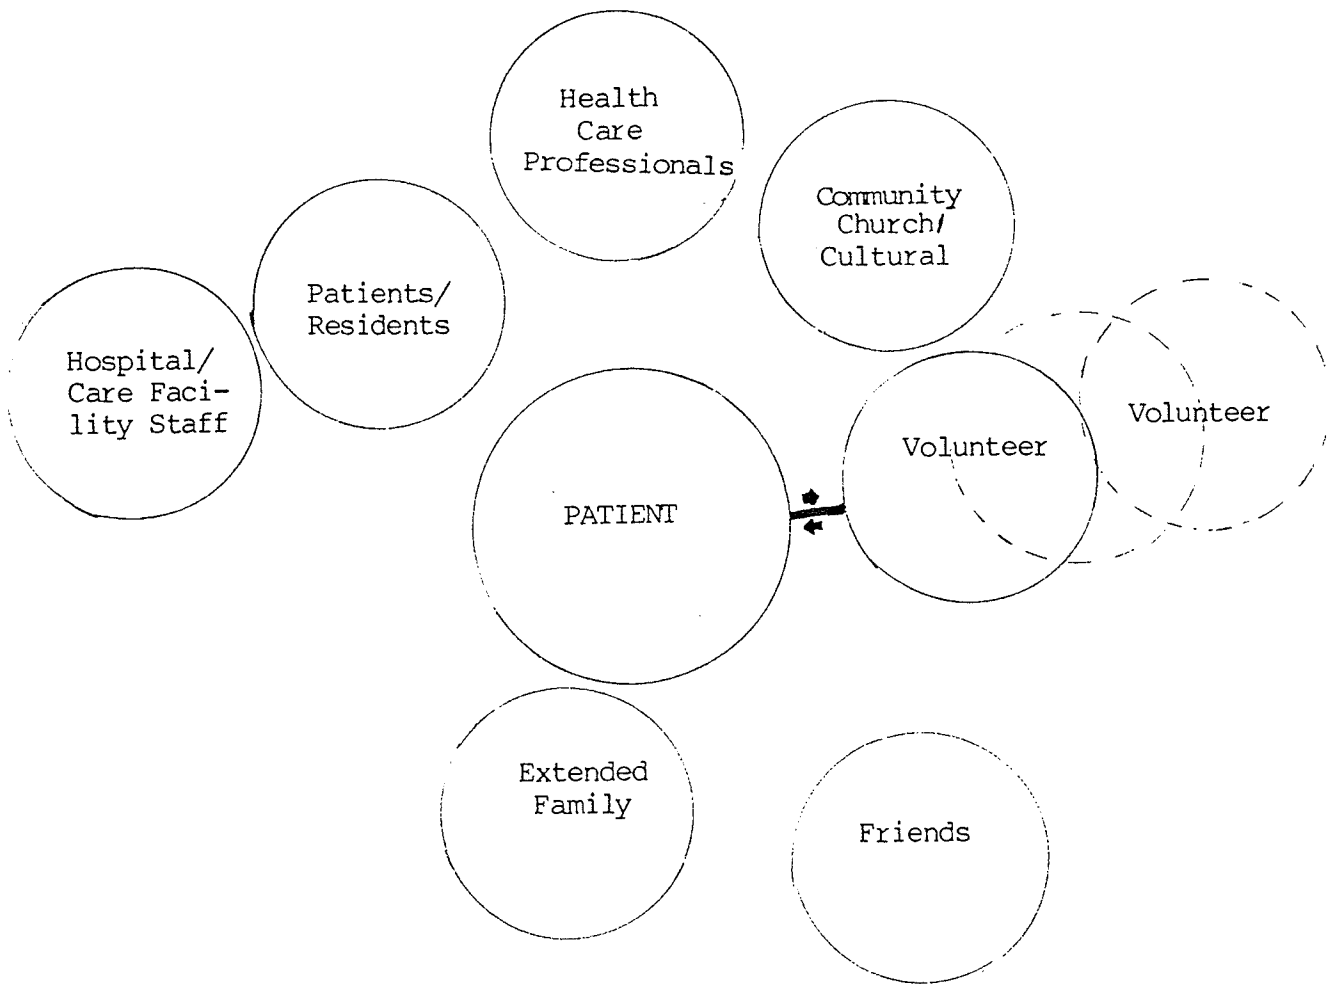 Health
Care
Professionals
Community
Church/
Cultural
Patients/
Residents
Hospital/
Care Faci-
lity Staff
Volunteer
Volunteer
PATIENT
Extended
Family
Friends